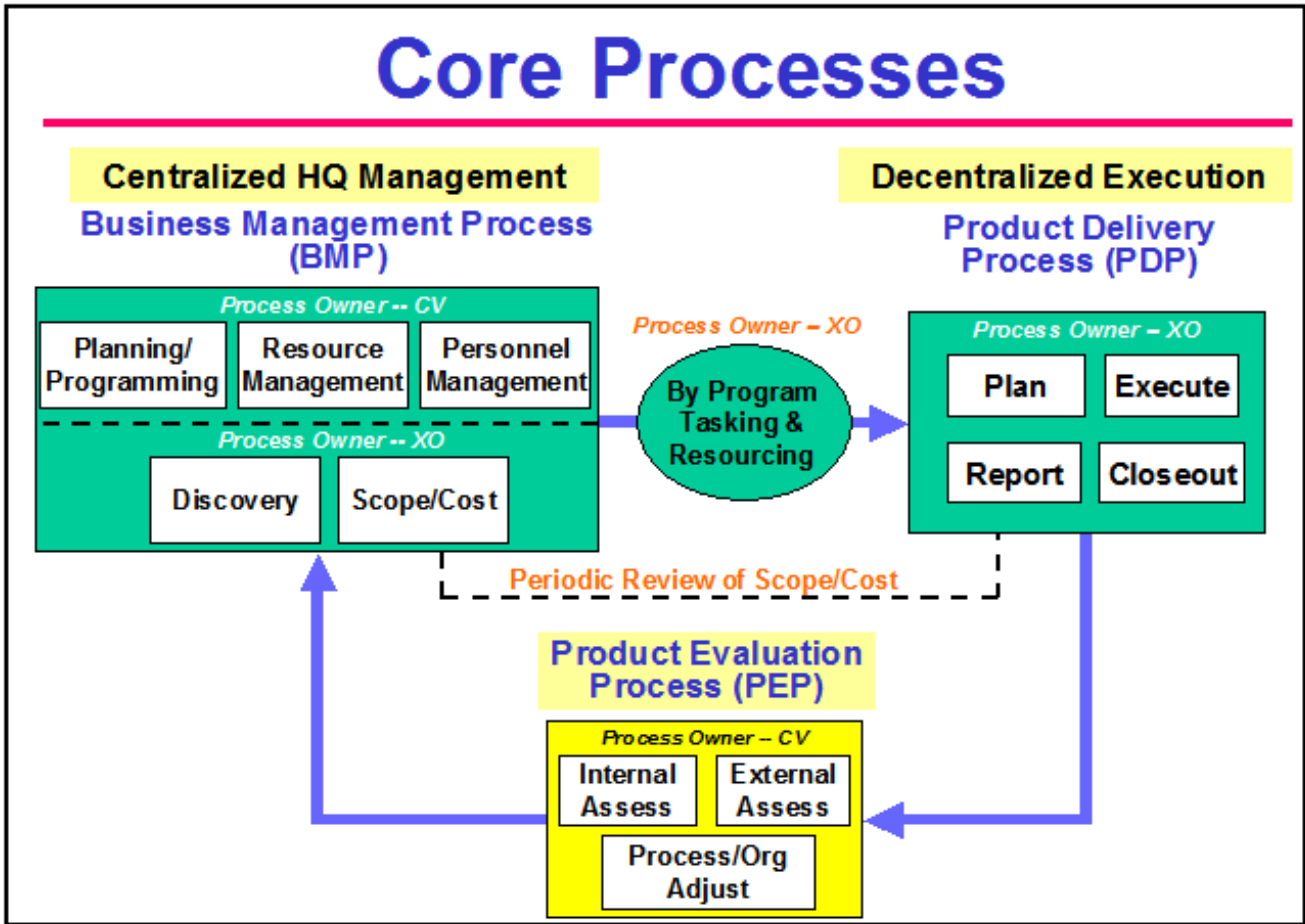 Core Processes
Centralized HQ Management
Business Management Process
(BMP)
Process Owner -- CV
Planning/
Programming
Resource
Management
Personnel
Management
Process Owner -- XO
Discovery
Scope/Cost
Process Owner – XO
By Program
Tasking &
Resourcing
Decentralized Execution
Product Delivery
Process (PDP)
Process Owner – XO
Plan
Execute
Report
Closeout
Periodic Review of Scope/Cost
Product Evaluation
Process (PEP)
Process Owner -- CV
Internal
Assess
External
Assess
Process/Org
Adjust